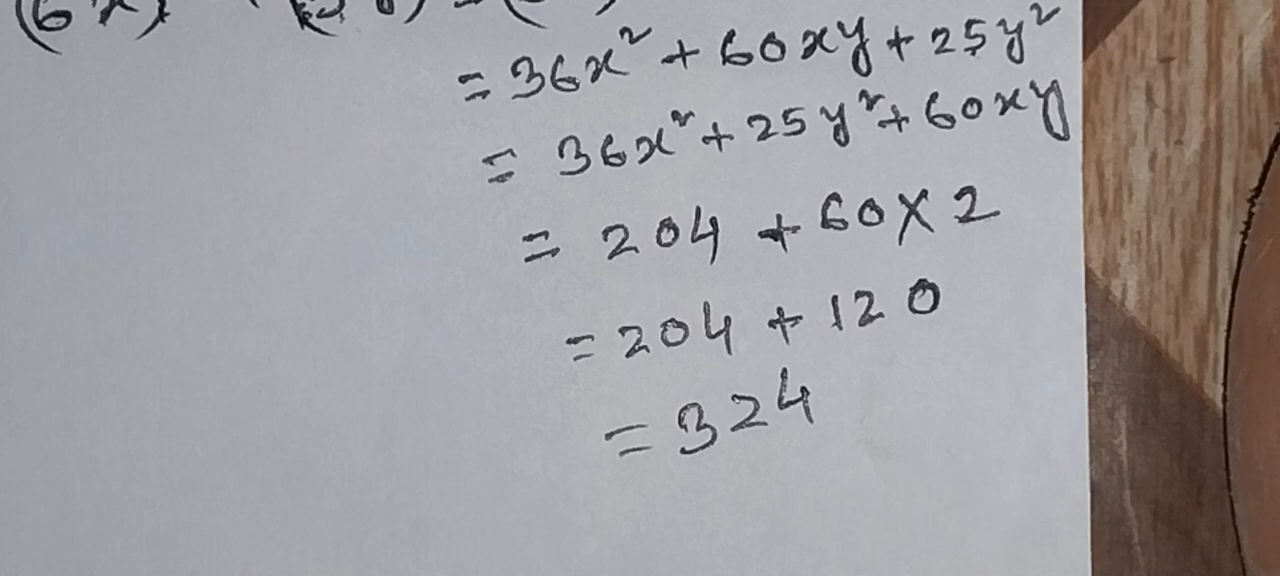 = 36x² + 60xy + 25y²
= 36x² + 25y² + 60xy
= 204 + 60 × 2
= 204 + 120
= 324